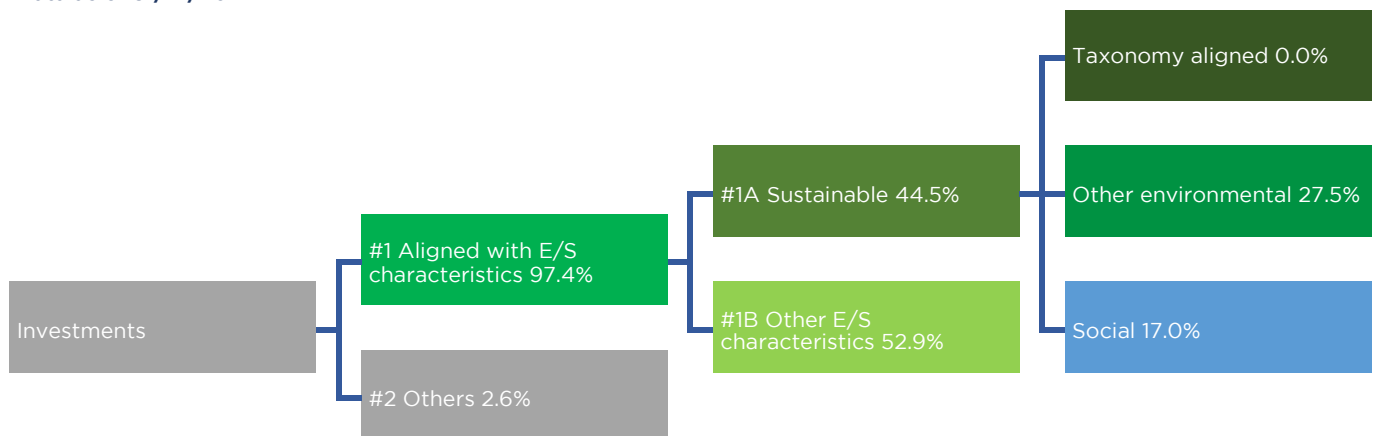 Taxonomy aligned 0.0%
#1A Sustainable 44.5%
Other environmental 27.5%
#1 Aligned with E/S
characteristics 97.4%
Investments
#1B Other E/S
characteristics 52.9%
Social 17.0%
#2 Others 2.6%